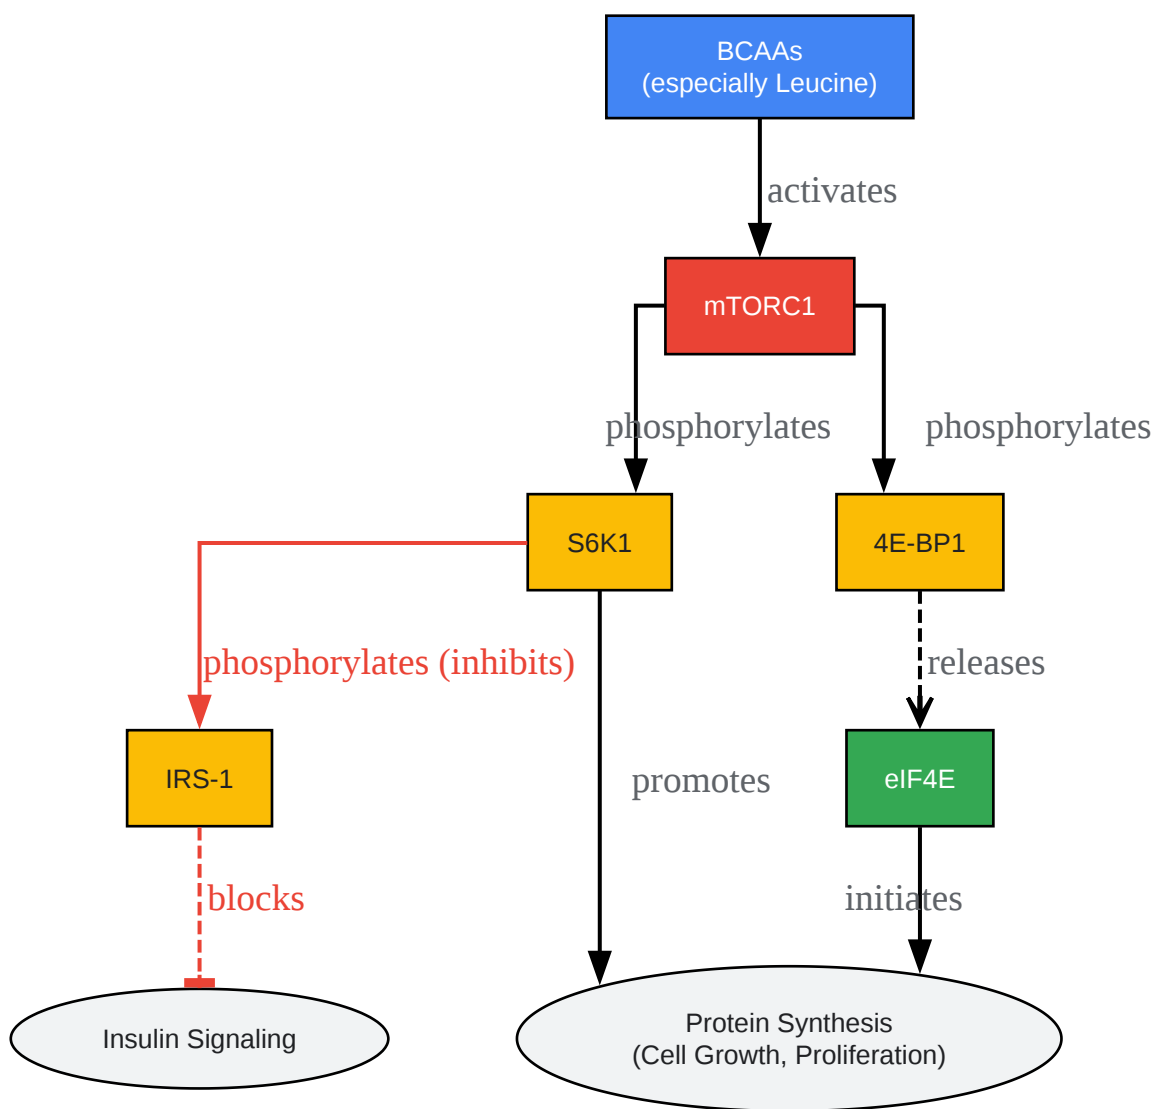 BCAAs
(especially Leucine)
activates
mTORC1
phosphorylates
phosphorylates
S6K1
4E-BP1
phosphorylates (inhibits)
releases
IRS-1
promotes
eIF4E
blocks
initiates
Insulin Signaling
Protein Synthesis
(Cell Growth, Proliferation)